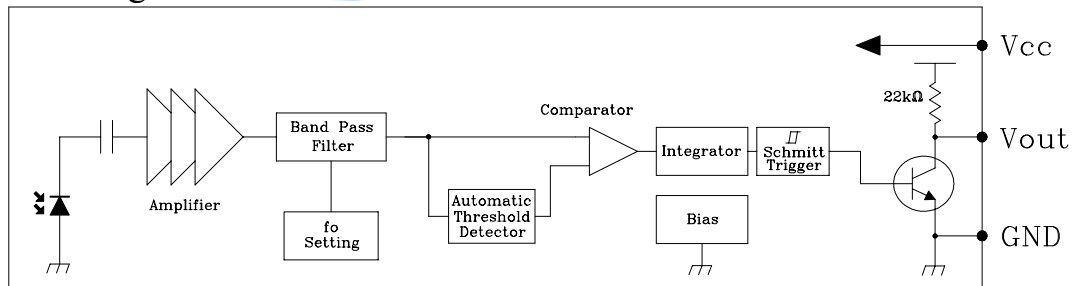 Vcc
22kΩ
Comparator
Band Pass
Filter
Vout
Integrator
Schmitt
Trigger
Amplifier
Automatic
Threshold
Detector
fo
Setting
Bias
GND